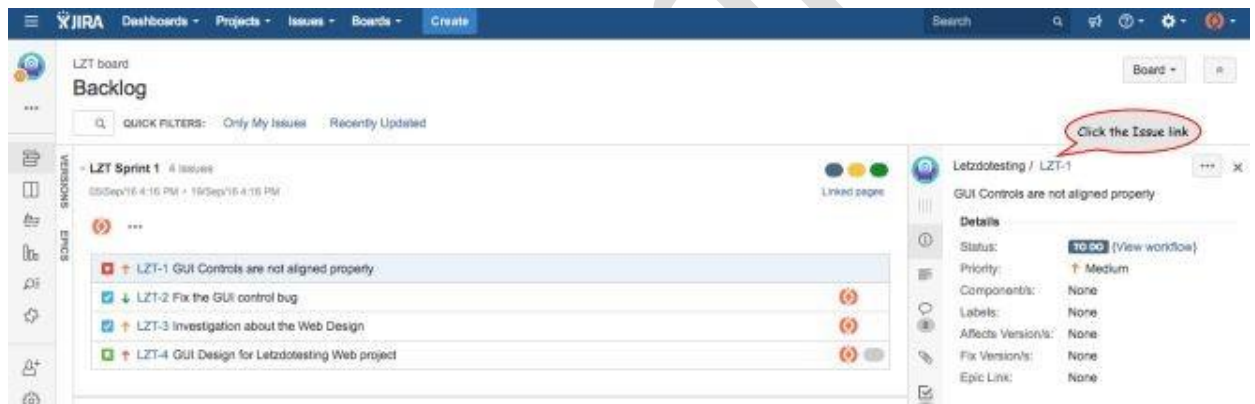 JIRA Dashboards Projects Issues Boards Create Search
LZT board
Backlog
Board
QUICK FILTERS: Only My Issues Recently Updated
Click the Issue link
VERSIONS
EPICS
LZT Sprint 1 4 issues
05/Sep/16 4:16 PM • 19/Sep/16 4:16 PM
Linked pages
LZT-1 GUI Controls are not aligned properly
LZT-2 Fix the GUI control bug
LZT-3 Investigation about the Web Design
LZT-4 GUI Design for Letzdotesting Web project
Letzdotesting / LZT-1
GUI Controls are not aligned properly
Details
Status: TO DO (View workflow)
Priority: Medium
Component/s: None
Labels: None
Affects Version/s: None
Fix Version/s: None
Epic Link: None